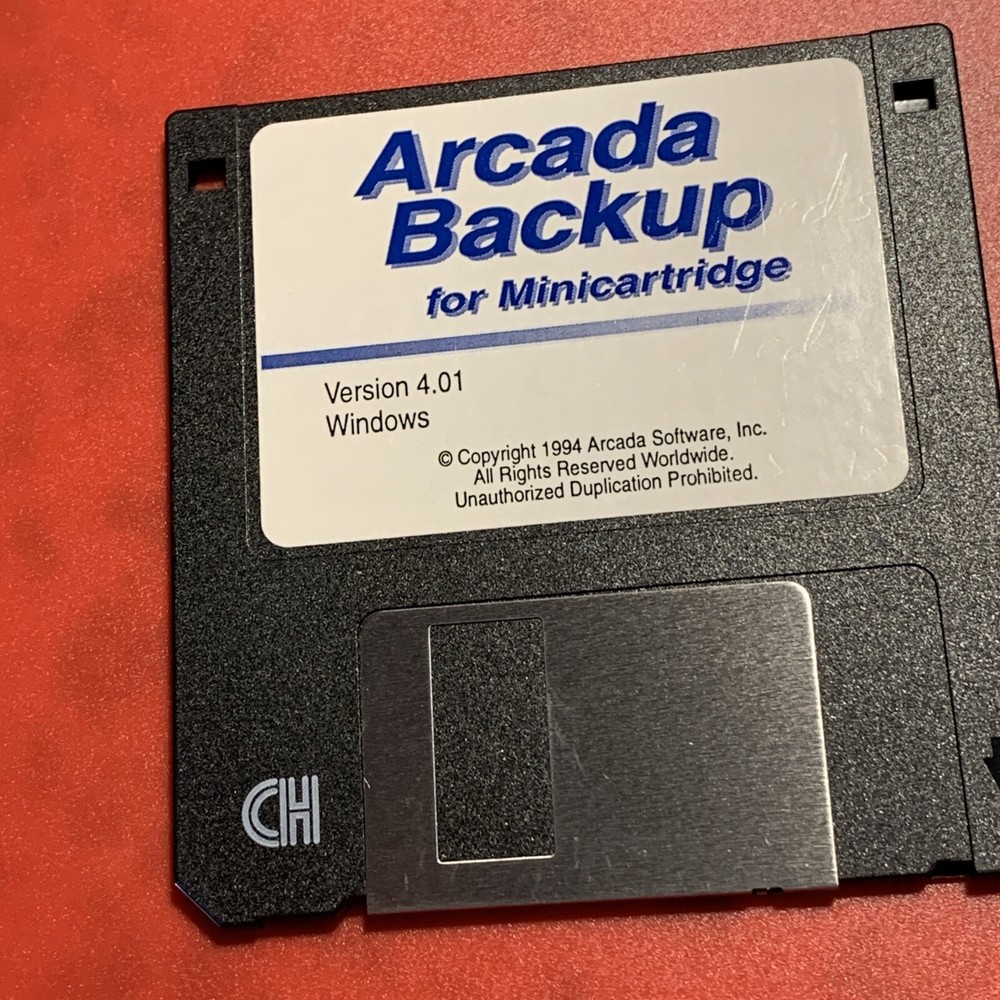 Arcada
Backup
for Minicartridge
Version 4.01
Windows
© Copyright 1994 Arcada Software, Inc.
All Rights Reserved Worldwide.
Unauthorized Duplication Prohibited.
CH